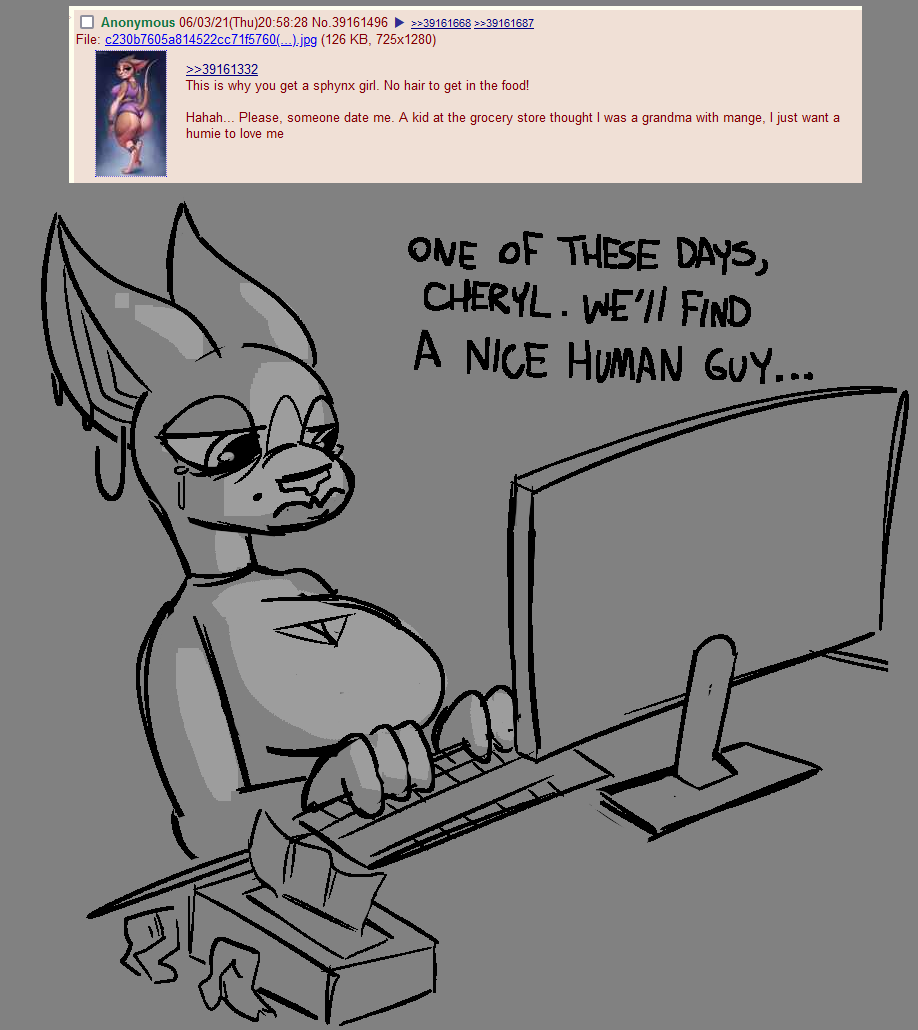 Anonymous 06/03/21(Thu)20:58:28 No.39161496 ▶ >>39161668 >>39161687
File: c230b7605a814522cc71f5760(...).jpg (126 KB, 725x1280)
>>39161332
This is why you get a sphynx girl. No hair to get in the food!
Hahah... Please, someone date me. A kid at the grocery store thought I was a grandma with mange, I just want a
humie to love me
ONE OF THESE DAYS,
CHERYL. WE'll FIND
A NICE HUMAN GUY...